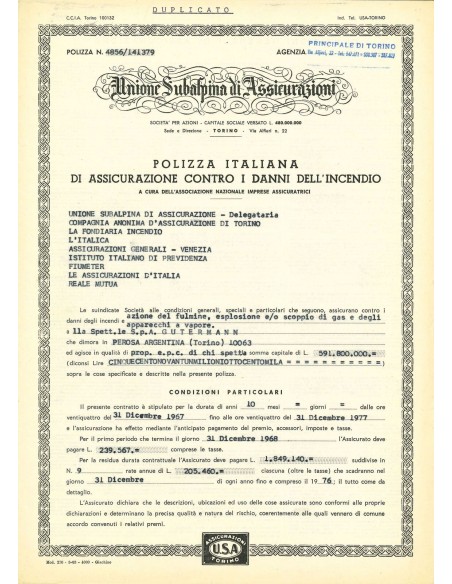 DUPLICATO
C.C.I.A. Torino 100132
Ind. Tel. USA-TORINO
POLIZZA N. 4856/141379
AGENZIA PRINCIPALE DI TORINO
Unione Subalpina di Assicurazioni
SOCIETA' PER AZIONI - CAPITALE SOCIALE VERSATO L. 400.000.000
Sede e Direzione - TORINO - Via Alfieri n. 22
POLIZZA ITALIANA
DI ASSICURAZIONE CONTRO I DANNI DELL'INCENDIO
A CURA DELL'ASSOCIAZIONE NAZIONALE IMPRESE ASSICURATRICI
UNIONE SUBALPINA DI ASSICURAZIONE - Delegataria
COMPAGNIA ANONIMA D'ASSICURAZIONE DI TORINO
LA FONDIARIA INCENDIO
L'ITALICA
ASSICURAZIONI GENERALI - VENEZIA
ISTITUTO ITALIANO DI PREVIDENZA
FIUMETER
LE ASSICURAZIONI D'ITALIA
REALE MUTUA
Le suindicate Società alle condizioni generali, speciali e particolari che seguono, assicurano contro i
danni degli incendi e azione del fulmine, esplosione e/o scoppio di gas e degli
apparecchi a vapore.
a lla Spett.le S.p.A. GUTERMANN
che dimora in PEROSA ARGENTINA (Torino) 10063
ed agisce in qualità di prop. e.p.c. di chi spetta somma capitale di L. 591.800.000.=
(diconsi Lire CINQUECENTONOVANTUNMILIONIOTTOCENTOMILA = = = = = = = = = =)
sopra le cose specificate e descritte nella presente polizza.
CONDIZIONI PARTICOLARI
Il presente contratto è stipulato per la durata di anni 10 mesi = giorni = dalle ore
ventiquattro del 31 Dicembre 1967 fino alle ore ventiquattro del 31 Dicembre 1977
e l'assicurazione ha effetto mediante l'anticipato pagamento del premio, accessori, imposte e tasse.
Per il primo periodo che termina il giorno 31 Dicembre 1968 l'Assicurato deve
pagare L. 239.567.=
Per la residua durata contrattuale l'Assicurato deve pagare L. 1.849.140.= suddivise in
N. 9 rate annue di L. 205.460.= ciascuna (oltre le tasse) che scadranno nel
giorno 31 Dicembre di ogni anno fino e compreso il 1976; il tutto come da
dettaglio.
L'Assicurato dichiara che le descrizioni, ubicazioni ed uso delle cose assicurate sono conformi alle proprie
dichiarazioni e determinano la precisa qualità e natura del rischio, coerentemente alle quali vennero di comune
accordo convenuti i relativi premi.
ASSICURAZIONI
U.S.A
TORINO